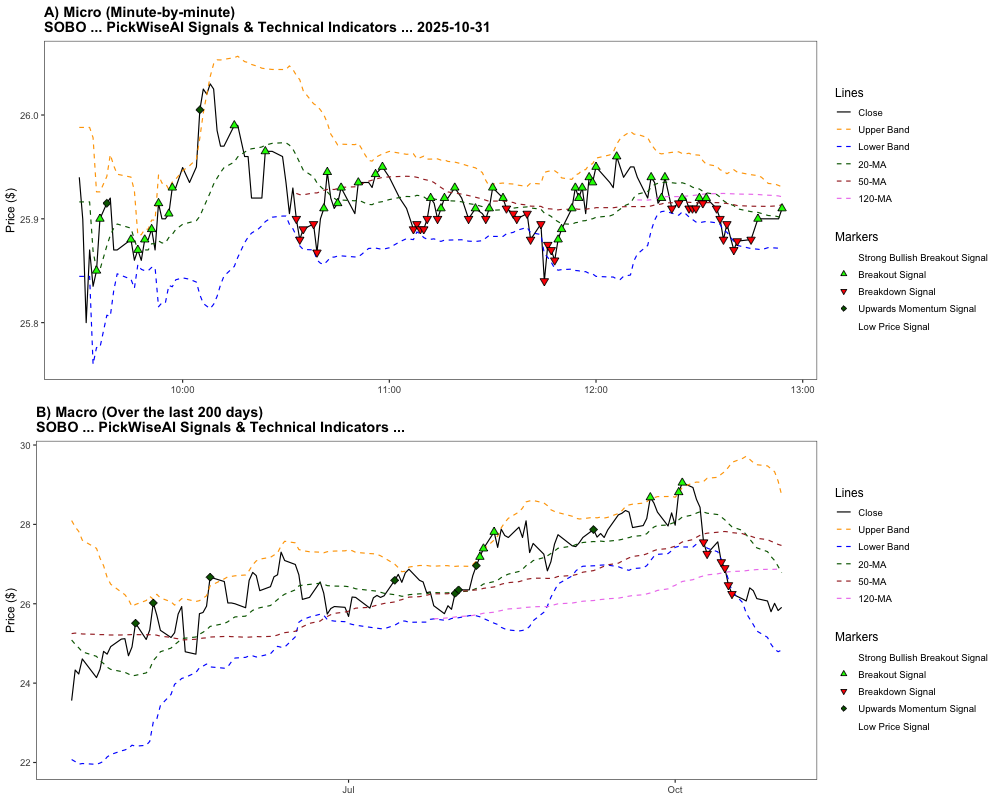 A) Micro (Minute-by-minute)
SOBO ... PickWiseAI Signals & Technical Indicators ... 2025-10-31
Price ($)
26.0
25.9
25.8
10:00
11:00
12:00
13:00
Lines
Close
Upper Band
Lower Band
20-MA
50-MA
120-MA
Markers
Strong Bullish Breakout Signal
Breakout Signal
Breakdown Signal
Upwards Momentum Signal
Low Price Signal
B) Macro (Over the last 200 days)
SOBO ... PickWiseAI Signals & Technical Indicators ...
Price ($)
30
28
26
24
22
Jul
Oct
Lines
Close
Upper Band
Lower Band
20-MA
50-MA
120-MA
Markers
Strong Bullish Breakout Signal
Breakout Signal
Breakdown Signal
Upwards Momentum Signal
Low Price Signal